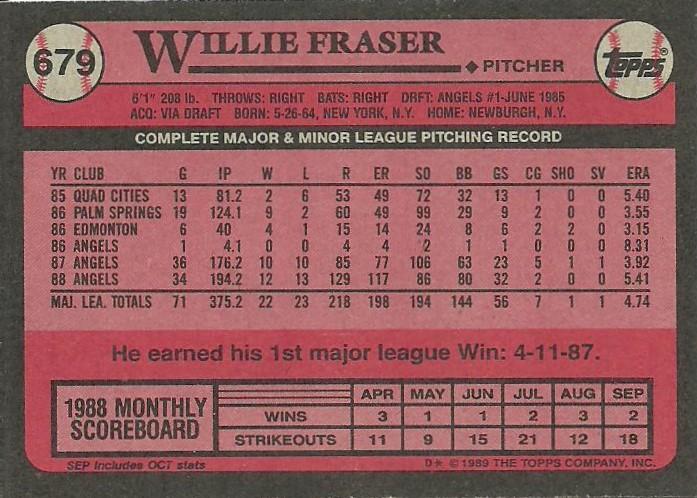 679
WILLIE FRASER
◆ PITCHER
TOPPS
6'1" 208 lb. THROWS: RIGHT BATS: RIGHT DRFT: ANGELS #1-JUNE 1985
ACQ: VIA DRAFT BORN: 5-26-64, NEW YORK, N.Y. HOME: NEWBURGH, N.Y.
COMPLETE MAJOR & MINOR LEAGUE PITCHING RECORD
YR CLUB G IP W L R ER SO BB GS CG SHO SV ERA
85 QUAD CITIES 13 81.2 2 6 53 49 72 32 13 1 0 0 5.40
86 PALM SPRINGS 19 124.1 9 2 60 49 99 29 9 2 0 0 3.55
86 EDMONTON 6 40 4 1 15 14 24 8 6 2 2 0 3.15
86 ANGELS 1 4.1 0 0 4 4 2 1 1 0 0 0 8.31
87 ANGELS 36 176.2 10 10 85 77 106 63 23 5 1 1 3.92
88 ANGELS 34 194.2 12 13 129 117 86 80 32 2 0 0 5.41
MAJ. LEA. TOTALS 71 375.2 22 23 218 198 194 144 56 7 1 1 4.74
He earned his 1st major league Win: 4-11-87.
1988 MONTHLY SCOREBOARD
APR MAY JUN JUL AUG SEP
WINS 3 1 1 2 3 2
STRIKEOUTS 11 9 15 21 12 18
SEP Includes OCT stats
D* © 1989 THE TOPPS COMPANY, INC.